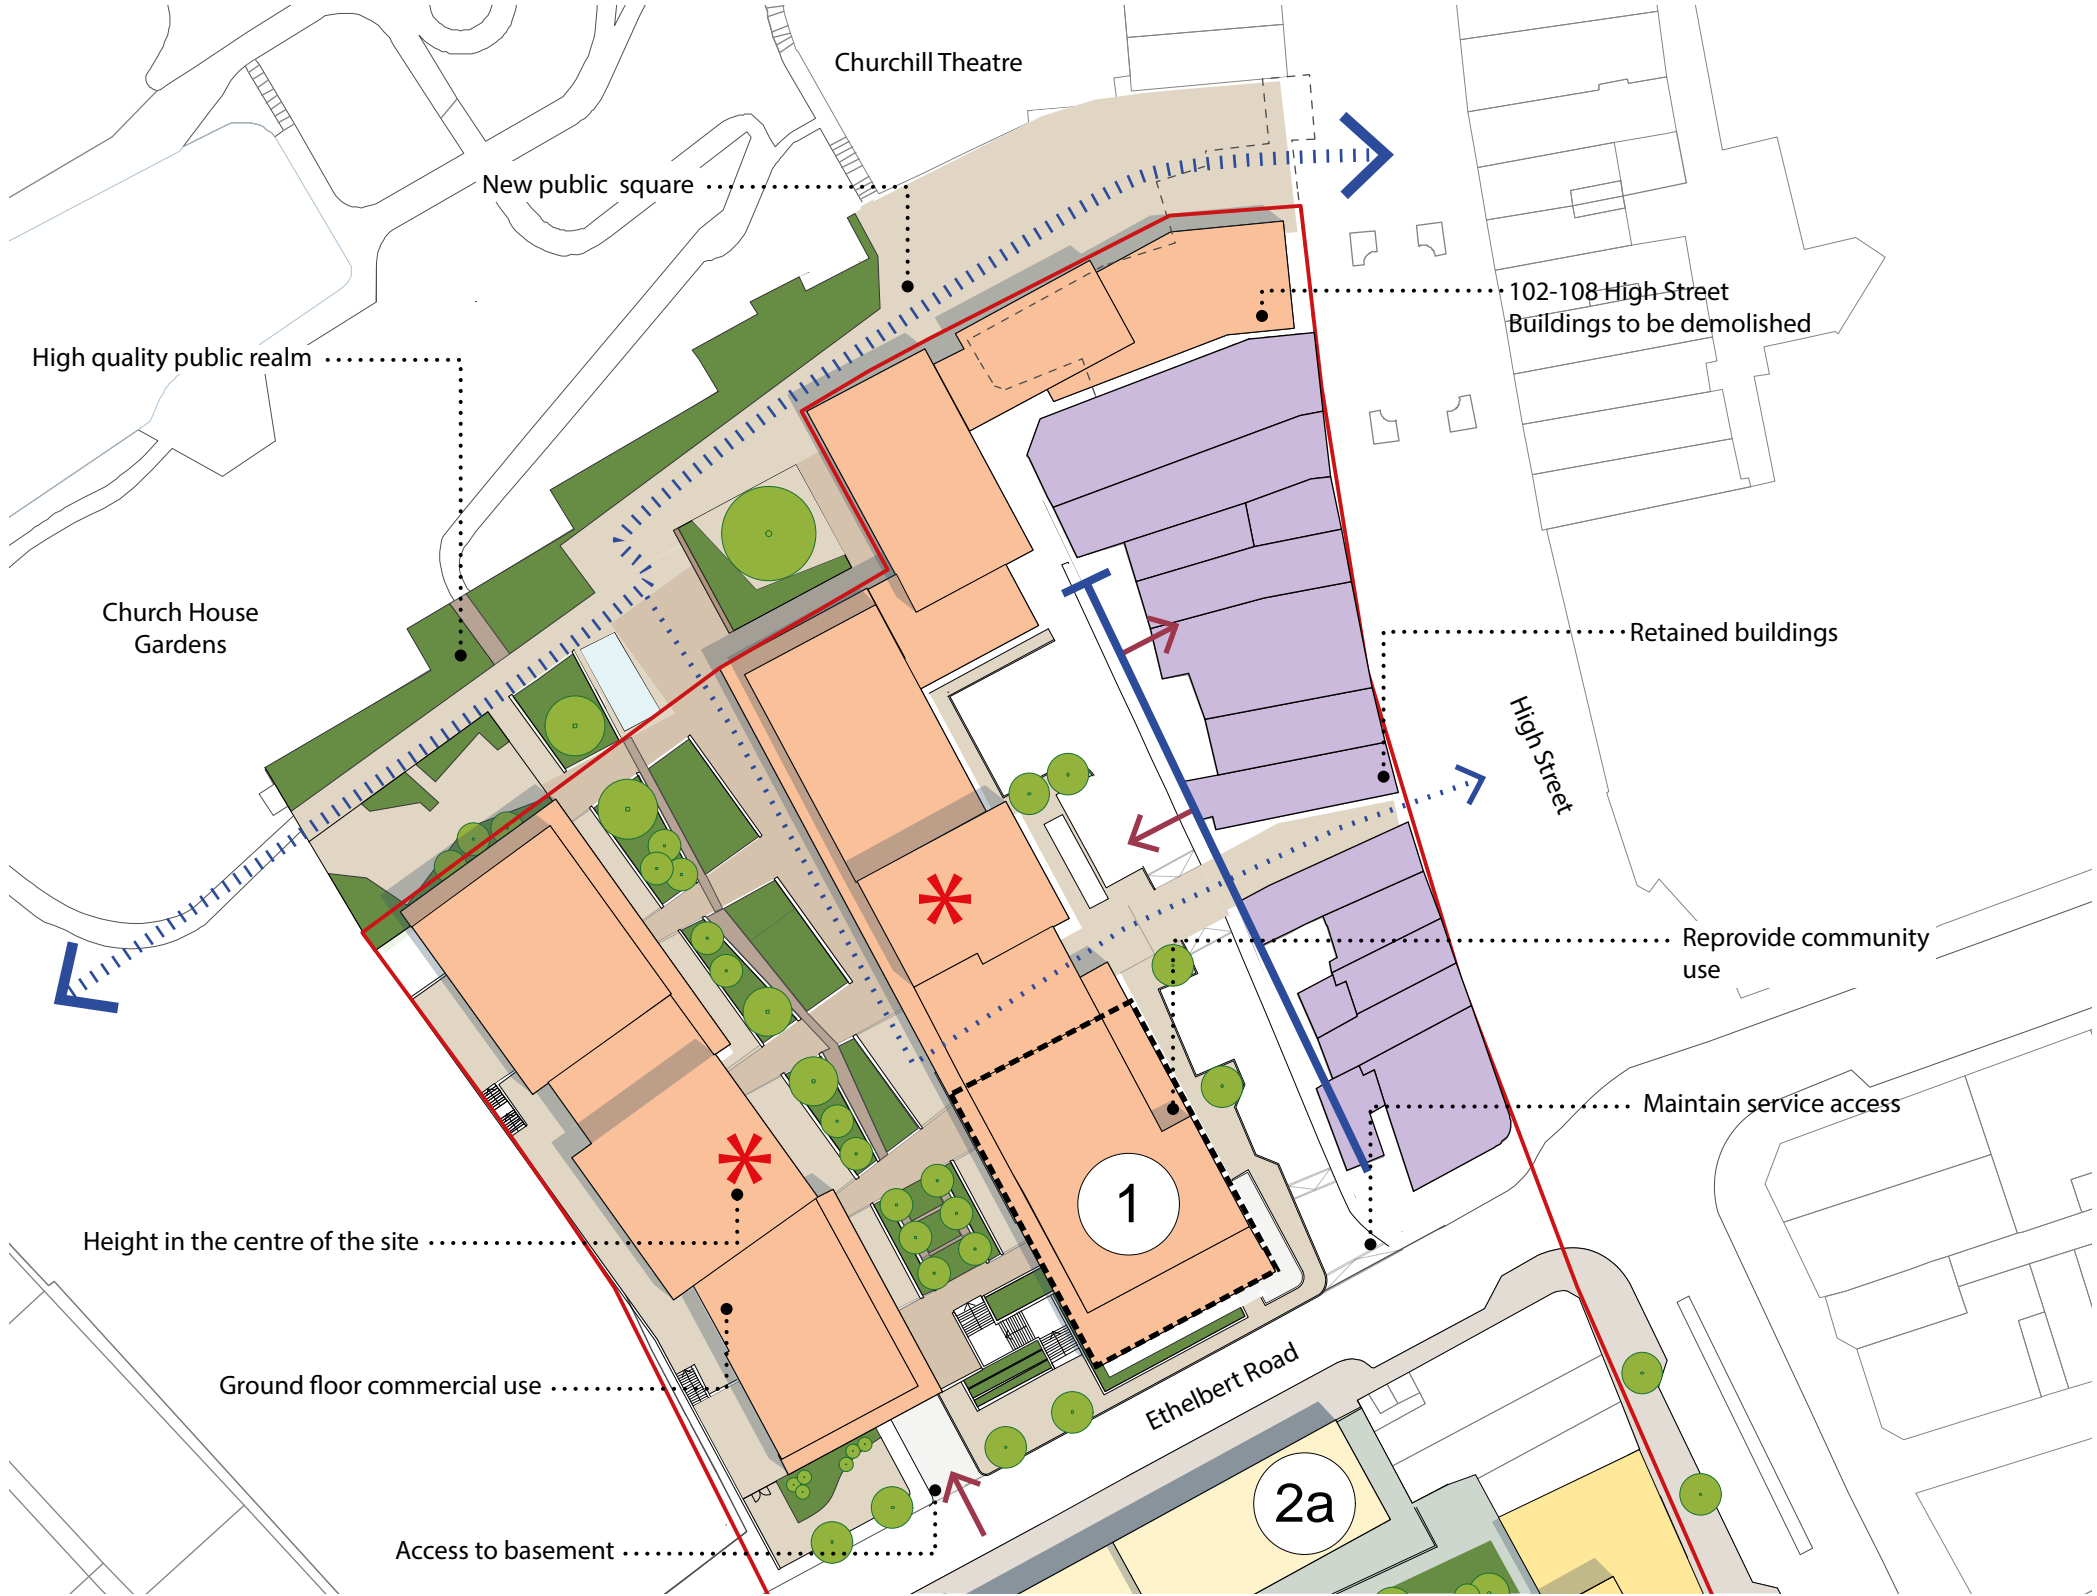 Churchill Theatre
New public square
102-108 High Street
Buildings to be demolished
High quality public realm
Church House
Gardens
Retained buildings
High Street
Reprovide community
use
Maintain service access
1
Height in the centre of the site
Ground floor commercial use
Ethelbert Road
2a
Access to basement